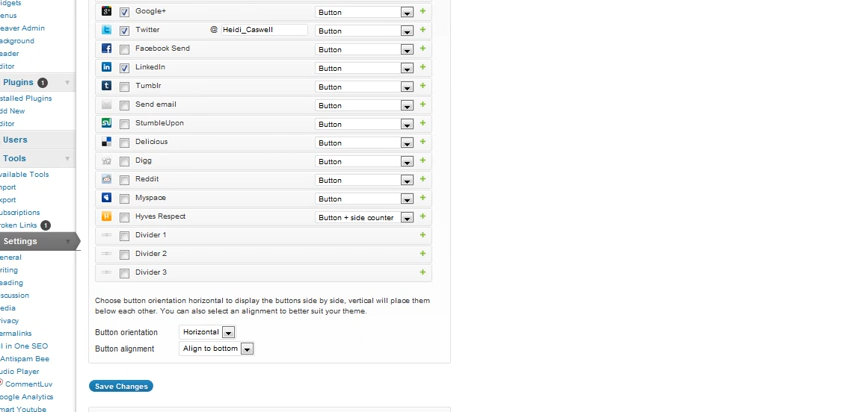 idgets
enus
eaver Admin
ackground
eader
ditor
Plugins 1
stalled Plugins
dd New
ditor
Users
Tools
vailable Tools
mport
xport
ubscriptions
roken Links 1
Settings
eneral
riting
eading
scussion
edia
rivacy
ermalinks
ll in One SEO
Antispam Bee
udio Player
CommentLuv
oogle Analytics
mart Youtube
Google+ Button
Twitter @ Heidi_Caswell Button
Facebook Send Button
LinkedIn Button
Tumblr Button
Send email Button
StumbleUpon Button
Delicious Button
Digg Button
Reddit Button
Myspace Button
Hyves Respect Button + side counter
Divider 1
Divider 2
Divider 3
Choose button orientation horizontal to display the buttons side by side, vertical will place them
below each other. You can also select an alignment to better suit your theme.
Button orientation Horizontal
Button alignment Align to bottom
Save Changes